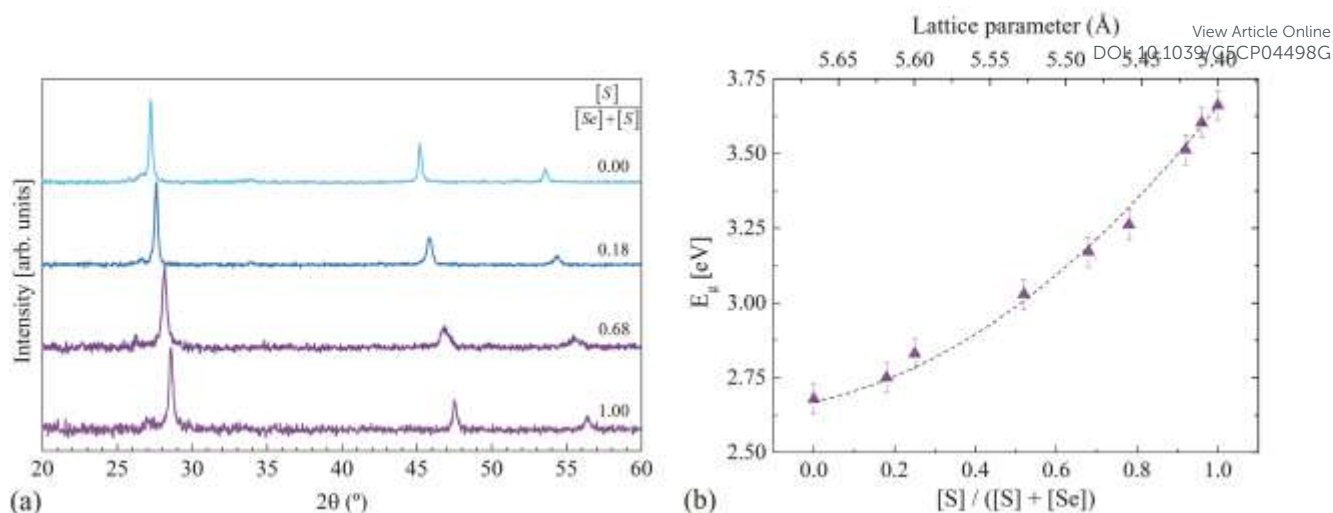 View Article Online
DOI: 10.1039/C5CP04498G
[S]
[Se]+[S]
0.00
0.18
0.68
1.00
Intensity [arb. units]
20 25 30 35 40 45 50 55 60
2θ (º)
(a)
Lattice parameter (Å)
5.65 5.60 5.55 5.50 5.45 5.40
3.75
3.50
3.25
3.00
2.75
2.50
E_g [eV]
0.0 0.2 0.4 0.6 0.8 1.0
[S] / ([S] + [Se])
(b)